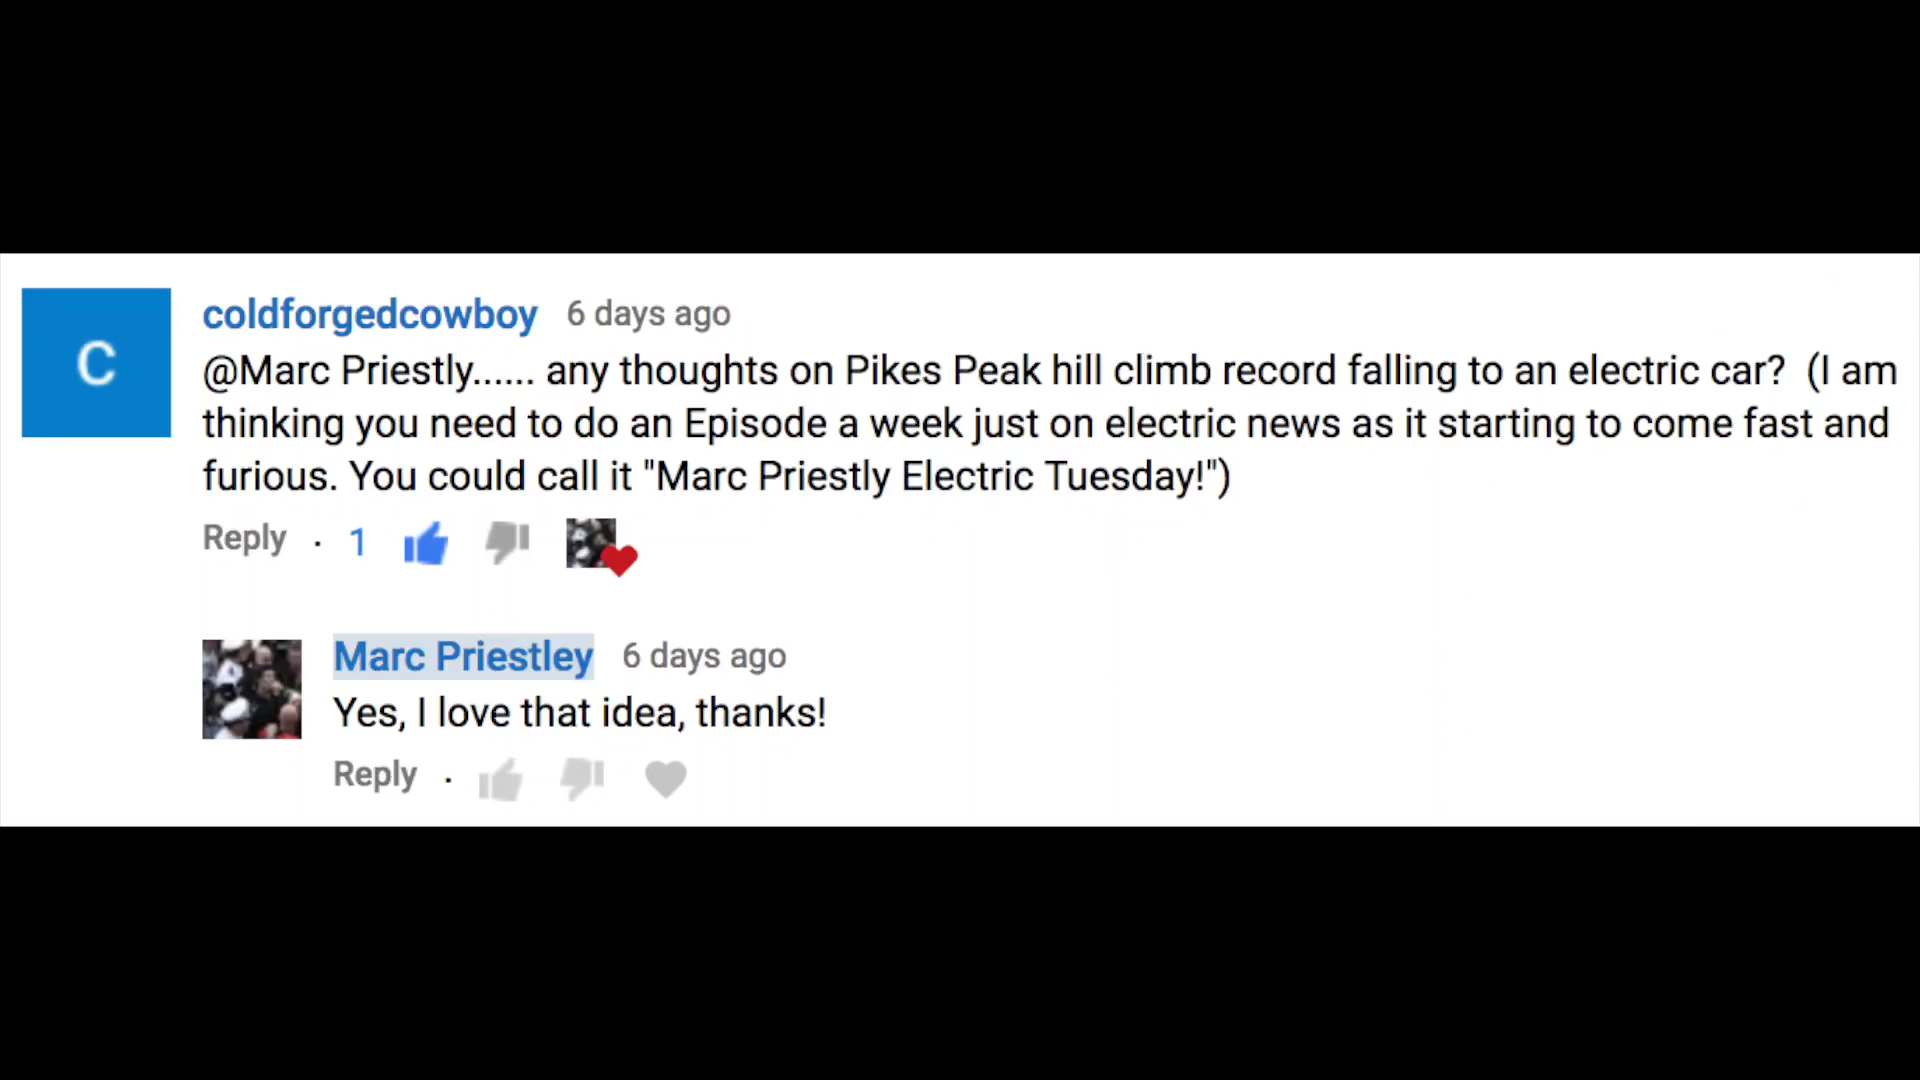 C
coldforgedcowboy 6 days ago
@Marc Priestly...... any thoughts on Pikes Peak hill climb record falling to an electric car?  (I am
thinking you need to do an Episode a week just on electric news as it starting to come fast and
furious. You could call it "Marc Priestly Electric Tuesday!")
Reply · 1
Marc Priestley 6 days ago
Yes, I love that idea, thanks!
Reply ·